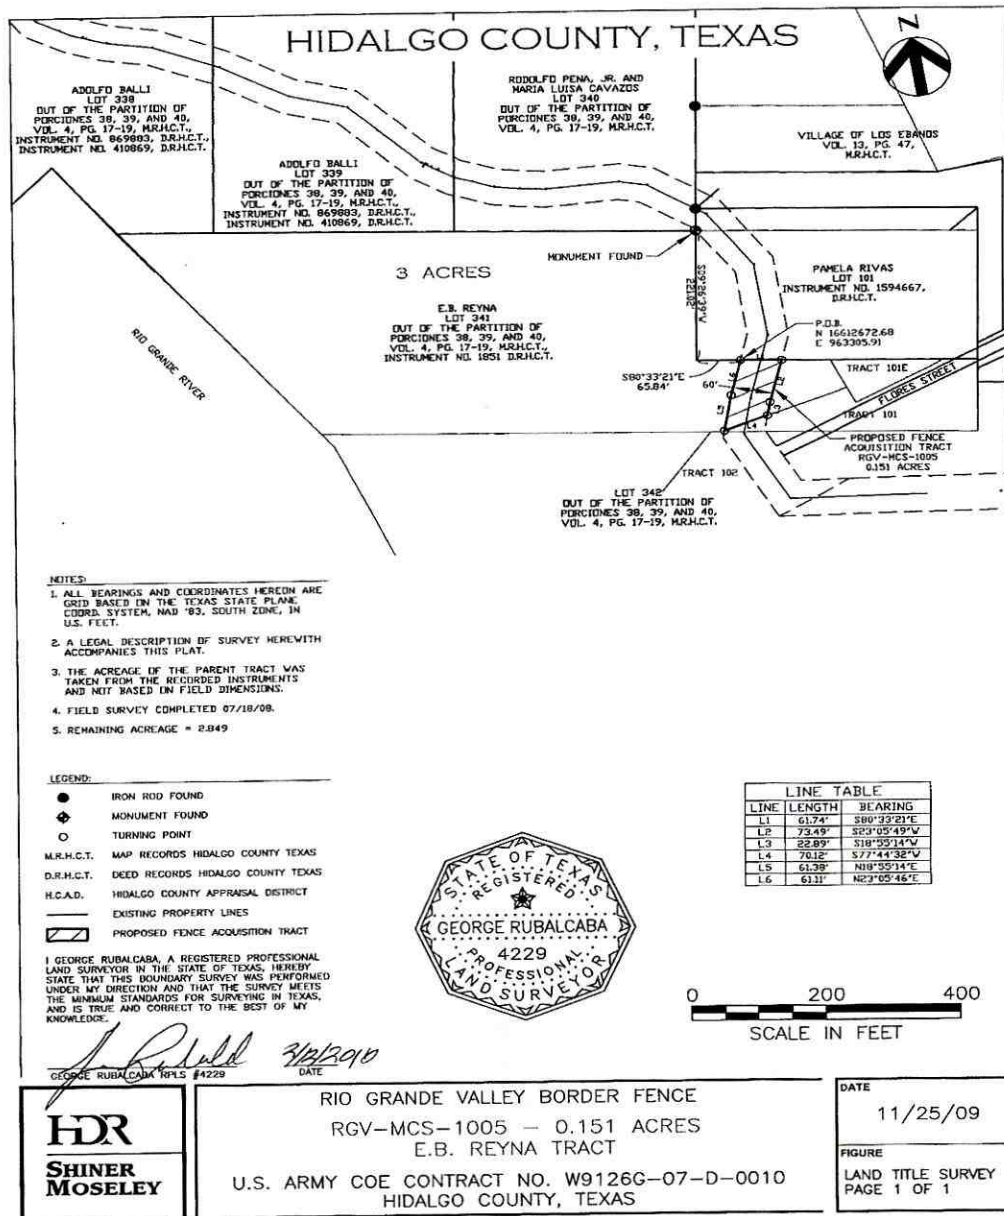 HIDALGO COUNTY, TEXAS
N
ADOLFO BALLI
LOT 338
OUT OF THE PARTITION OF
PORCIONES 38, 39, AND 40,
VOL. 4, PG. 17-19, M.R.H.C.T.,
INSTRUMENT NO. 869883, D.R.H.C.T.,
INSTRUMENT NO. 410869, D.R.H.C.T.
ADOLFO BALLI
LOT 339
OUT OF THE PARTITION OF
PORCIONES 38, 39, AND 40,
VOL. 4, PG. 17-19, M.R.H.C.T.,
INSTRUMENT NO. 869883, D.R.H.C.T.,
INSTRUMENT NO. 410869, D.R.H.C.T.
RODOLFO PENA, JR. AND
MARIA LUISA CAVAZOS
LOT 340
OUT OF THE PARTITION OF
PORCIONES 38, 39, AND 40,
VOL. 4, PG. 17-19, M.R.H.C.T.
VILLAGE OF LOS EBANOS
VOL. 13, PG. 47,
M.R.H.C.T.
MONUMENT FOUND
3 ACRES
E.B. REYNA
LOT 341
OUT OF THE PARTITION OF
PORCIONES 38, 39, AND 40,
VOL. 4, PG. 17-19, M.R.H.C.T.,
INSTRUMENT NO. 1851 D.R.H.C.T.
RIO GRANDE RIVER
S09°26'39"W
221.02'
PAMELA RIVAS
LOT 101
INSTRUMENT NO. 1594667,
D.R.H.C.T.
P.O.B.
N 16612672.68
E 963305.91
S80°33'21"E
65.84'
60'
L6
L2
L5
L3
L4
TRACT 101E
FLORES STREET
TRACT 101
PROPOSED FENCE
ACQUISITION TRACT
RGV-MCS-1005
0.151 ACRES
TRACT 102
LOT 342
OUT OF THE PARTITION OF
PORCIONES 38, 39, AND 40,
VOL. 4, PG. 17-19, M.R.H.C.T.
NOTES:
1. ALL BEARINGS AND COORDINATES HEREON ARE
GRID BASED ON THE TEXAS STATE PLANE
COORD. SYSTEM, NAD '83, SOUTH ZONE, IN
U.S. FEET.
2. A LEGAL DESCRIPTION OF SURVEY HEREWITH
ACCOMPANIES THIS PLAT.
3. THE ACREAGE OF THE PARENT TRACT WAS
TAKEN FROM THE RECORDED INSTRUMENTS
AND NOT BASED ON FIELD DIMENSIONS.
4. FIELD SURVEY COMPLETED 07/18/08.
5. REMAINING ACREAGE = 2.849
LEGEND:
IRON ROD FOUND
MONUMENT FOUND
TURNING POINT
M.R.H.C.T. MAP RECORDS HIDALGO COUNTY TEXAS
D.R.H.C.T. DEED RECORDS HIDALGO COUNTY TEXAS
H.C.A.D. HIDALGO COUNTY APPRAISAL DISTRICT
EXISTING PROPERTY LINES
PROPOSED FENCE ACQUISITION TRACT
I GEORGE RUBALCABA, A REGISTERED PROFESSIONAL
LAND SURVEYOR IN THE STATE OF TEXAS, HEREBY
STATE THAT THIS BOUNDARY SURVEY WAS PERFORMED
UNDER MY DIRECTION AND THAT THE SURVEY MEETS
THE MINIMUM STANDARDS FOR SURVEYING IN TEXAS,
AND IS TRUE AND CORRECT TO THE BEST OF MY
KNOWLEDGE.
GEORGE RUBALCABA RPLS #4229
DATE
STATE OF TEXAS
REGISTERED
GEORGE RUBALCABA
4229
PROFESSIONAL
LAND SURVEYOR
LINE TABLE
LINE LENGTH BEARING
L1 61.74' S80°33'21"E
L2 73.49' S23°05'49"W
L3 22.89' S18°55'14"W
L4 70.12' S77°44'32"W
L5 61.38' N18°55'14"E
L6 61.11' N23°05'46"E
0 200 400
SCALE IN FEET
HDR
SHINER
MOSELEY
RIO GRANDE VALLEY BORDER FENCE
RGV-MCS-1005 - 0.151 ACRES
E.B. REYNA TRACT
U.S. ARMY COE CONTRACT NO. W9126G-07-D-0010
HIDALGO COUNTY, TEXAS
DATE
11/25/09
FIGURE
LAND TITLE SURVEY
PAGE 1 OF 1